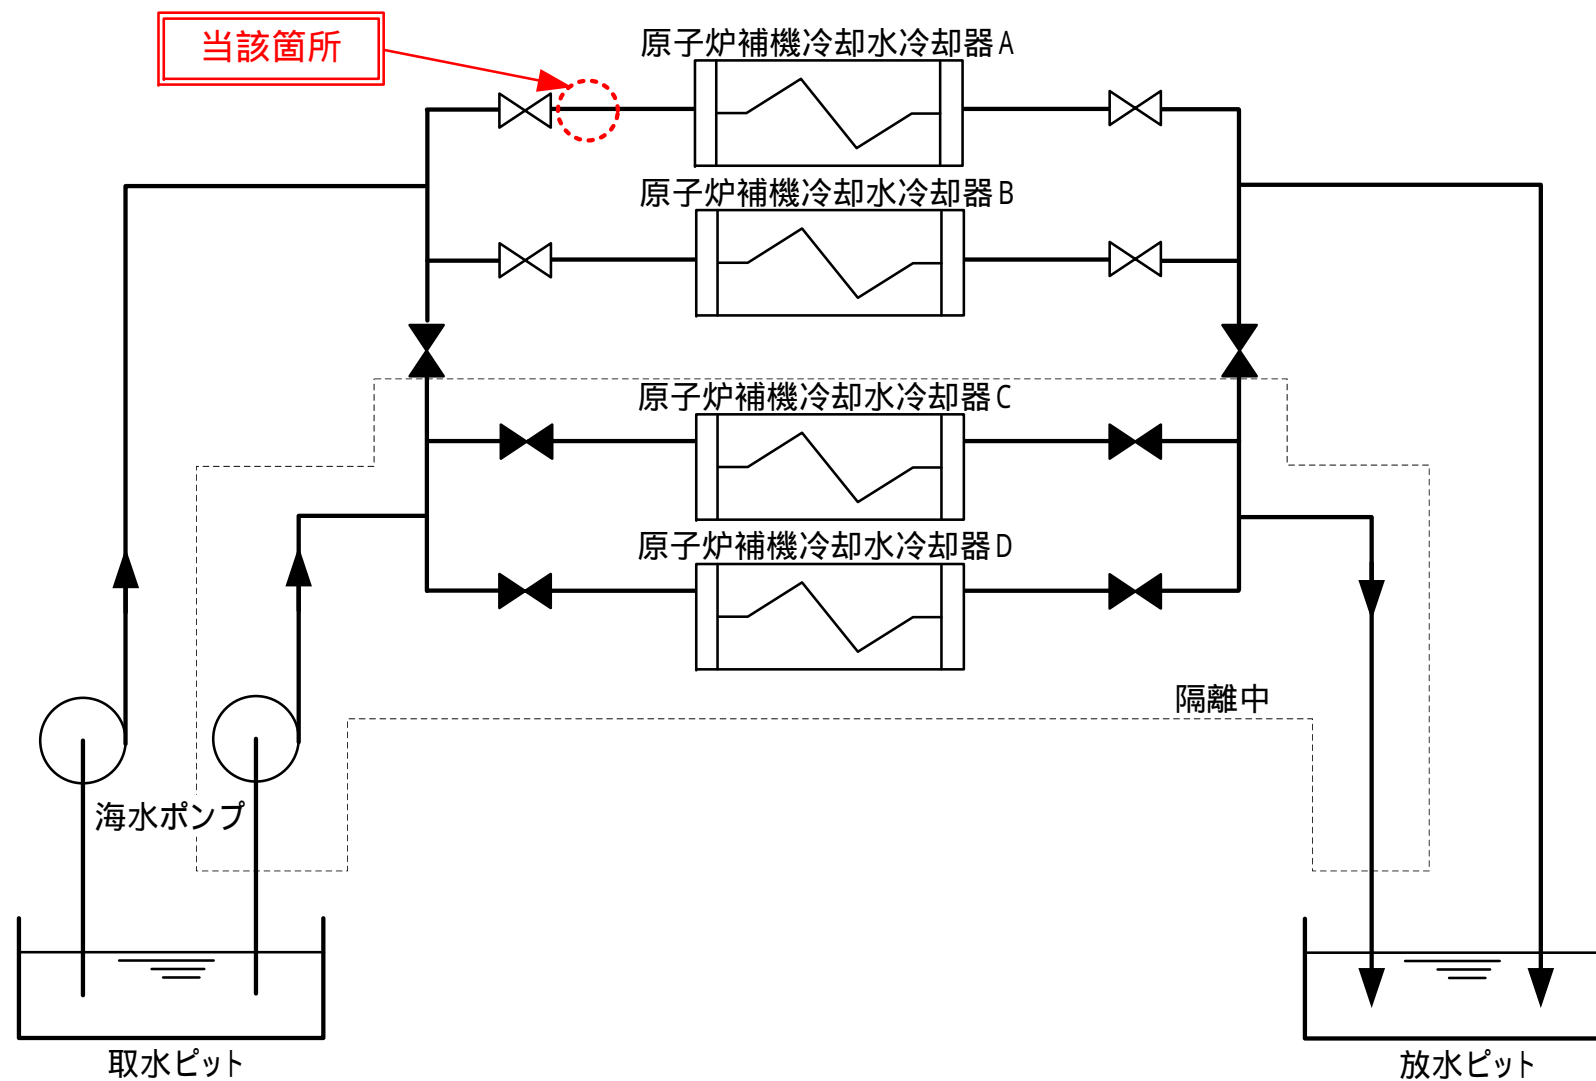 当該箇所
原子炉補機冷却水冷却器A
原子炉補機冷却水冷却器B
原子炉補機冷却水冷却器C
原子炉補機冷却水冷却器D
隔離中
海水ポンプ
取水ピット
放水ピット